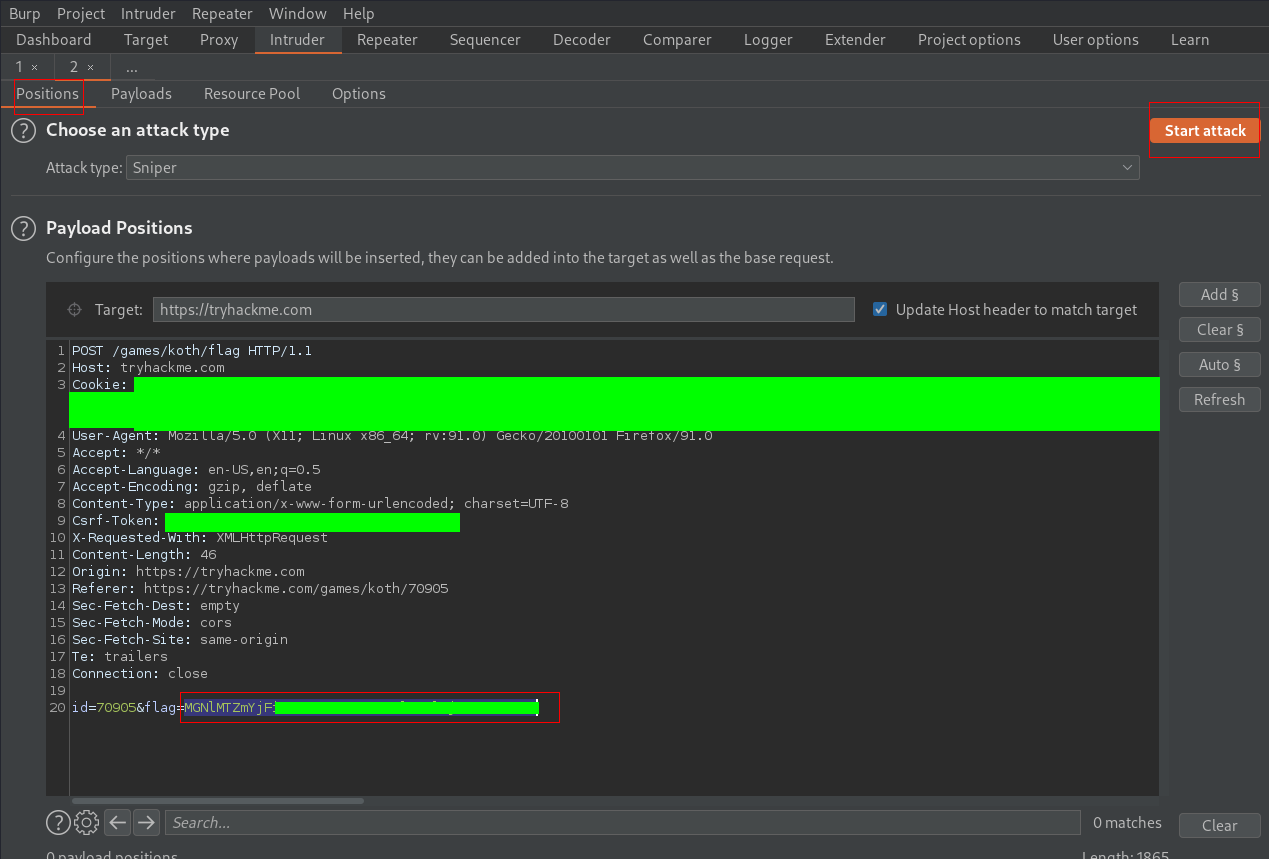 Burp Project Intruder Repeater Window Help
Dashboard Target Proxy Intruder Repeater Sequencer Decoder Comparer Logger Extender Project options User options Learn
1 × 2 × ...
Positions Payloads Resource Pool Options
? Choose an attack type Start attack
Attack type: Sniper
? Payload Positions
Configure the positions where payloads will be inserted, they can be added into the target as well as the base request.
Target: https://tryhackme.com Update Host header to match target
Add §
Clear §
Auto §
Refresh
1 POST /games/koth/flag HTTP/1.1
2 Host: tryhackme.com
3 Cookie:
4 User-Agent: Mozilla/5.0 (X11; Linux x86_64; rv:91.0) Gecko/20100101 Firefox/91.0
5 Accept: */*
6 Accept-Language: en-US,en;q=0.5
7 Accept-Encoding: gzip, deflate
8 Content-Type: application/x-www-form-urlencoded; charset=UTF-8
9 Csrf-Token:
10 X-Requested-With: XMLHttpRequest
11 Content-Length: 46
12 Origin: https://tryhackme.com
13 Referer: https://tryhackme.com/games/koth/70905
14 Sec-Fetch-Dest: empty
15 Sec-Fetch-Mode: cors
16 Sec-Fetch-Site: same-origin
17 Te: trailers
18 Connection: close
19
20 id=70905&flag=MGNlMTZmYjF
? Search... 0 matches Clear
0 payload positions Length: 1865